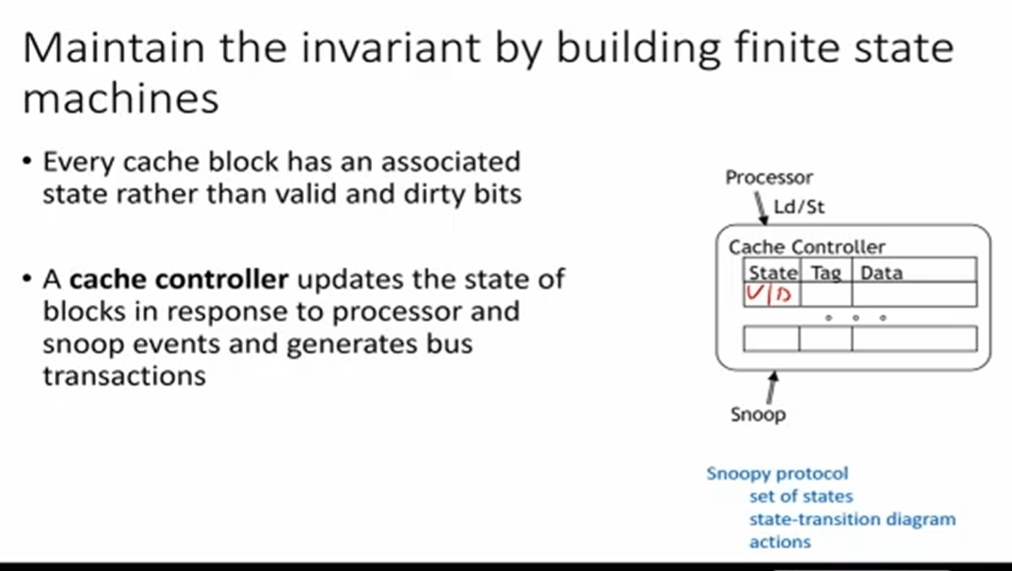 Maintain the invariant by building finite state
machines
• Every cache block has an associated
state rather than valid and dirty bits
• A cache controller updates the state of
blocks in response to processor and
snoop events and generates bus
transactions
Processor
Ld/St
Cache Controller
State Tag Data
V/D
Snoop
Snoopy protocol
set of states
state-transition diagram
actions